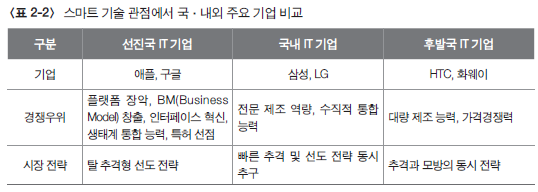 〈표 2-2〉 스마트 기술 관점에서 국·내외 주요 기업 비교
구분 선진국 IT 기업 국내 IT 기업 후발국 IT 기업
기업 애플, 구글 삼성, LG HTC, 화웨이
경쟁우위 플랫폼 장악, BM(Business Model) 창출, 인터페이스 혁신, 생태계 통합 능력, 특허 선점 전문 제조 역량, 수직적 통합 능력 대량 제조 능력, 가격경쟁력
시장 전략 탈 추격형 선도 전략 빠른 추격 및 선도 전략 동시 추구 추격과 모방의 동시 전략